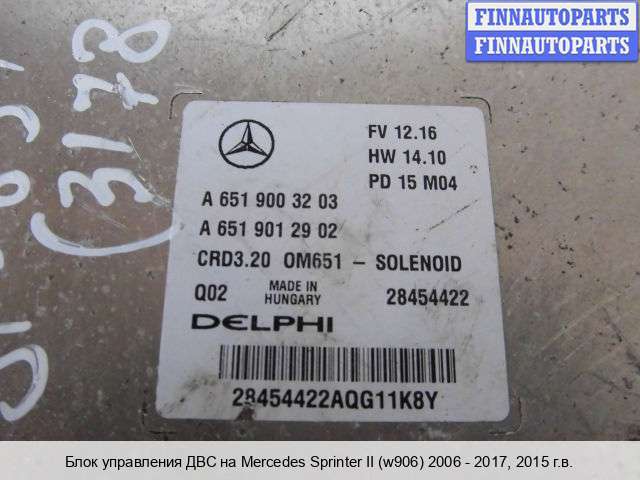 FINNAUTOPARTS
FINNAUTOPARTS
(3178
FV 12.16
HW 14.10
PD 15 M04
A 651 900 32 03
A 651 901 29 02
CRD3.20 OM651 - SOLENOID
Q02 MADE IN HUNGARY 28454422
DELPHI
28454422AQG11K8Y
Блок управления ДВС на Mercedes Sprinter II (w906) 2006 - 2017, 2015 г.в.